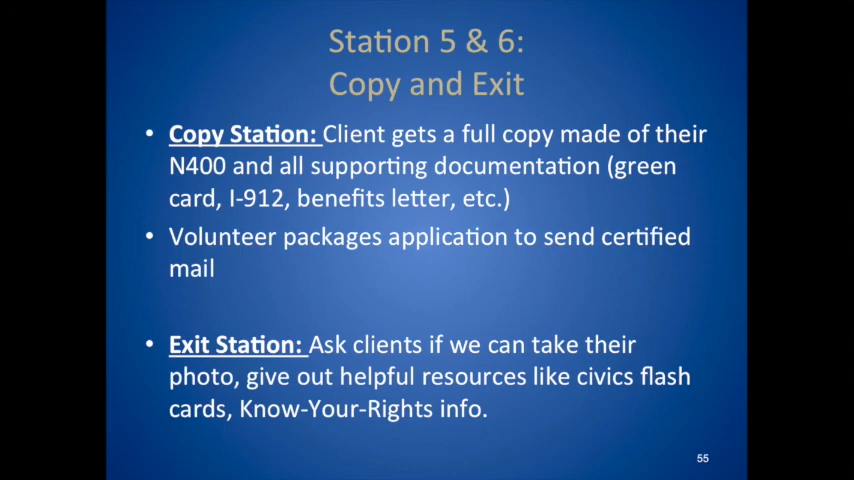 Station 5 & 6:
Copy and Exit
• Copy Station: Client gets a full copy made of their
N400 and all supporting documentation (green
card, I-912, benefits letter, etc.)
• Volunteer packages application to send certified
mail
• Exit Station: Ask clients if we can take their
photo, give out helpful resources like civics flash
cards, Know-Your-Rights info.
55